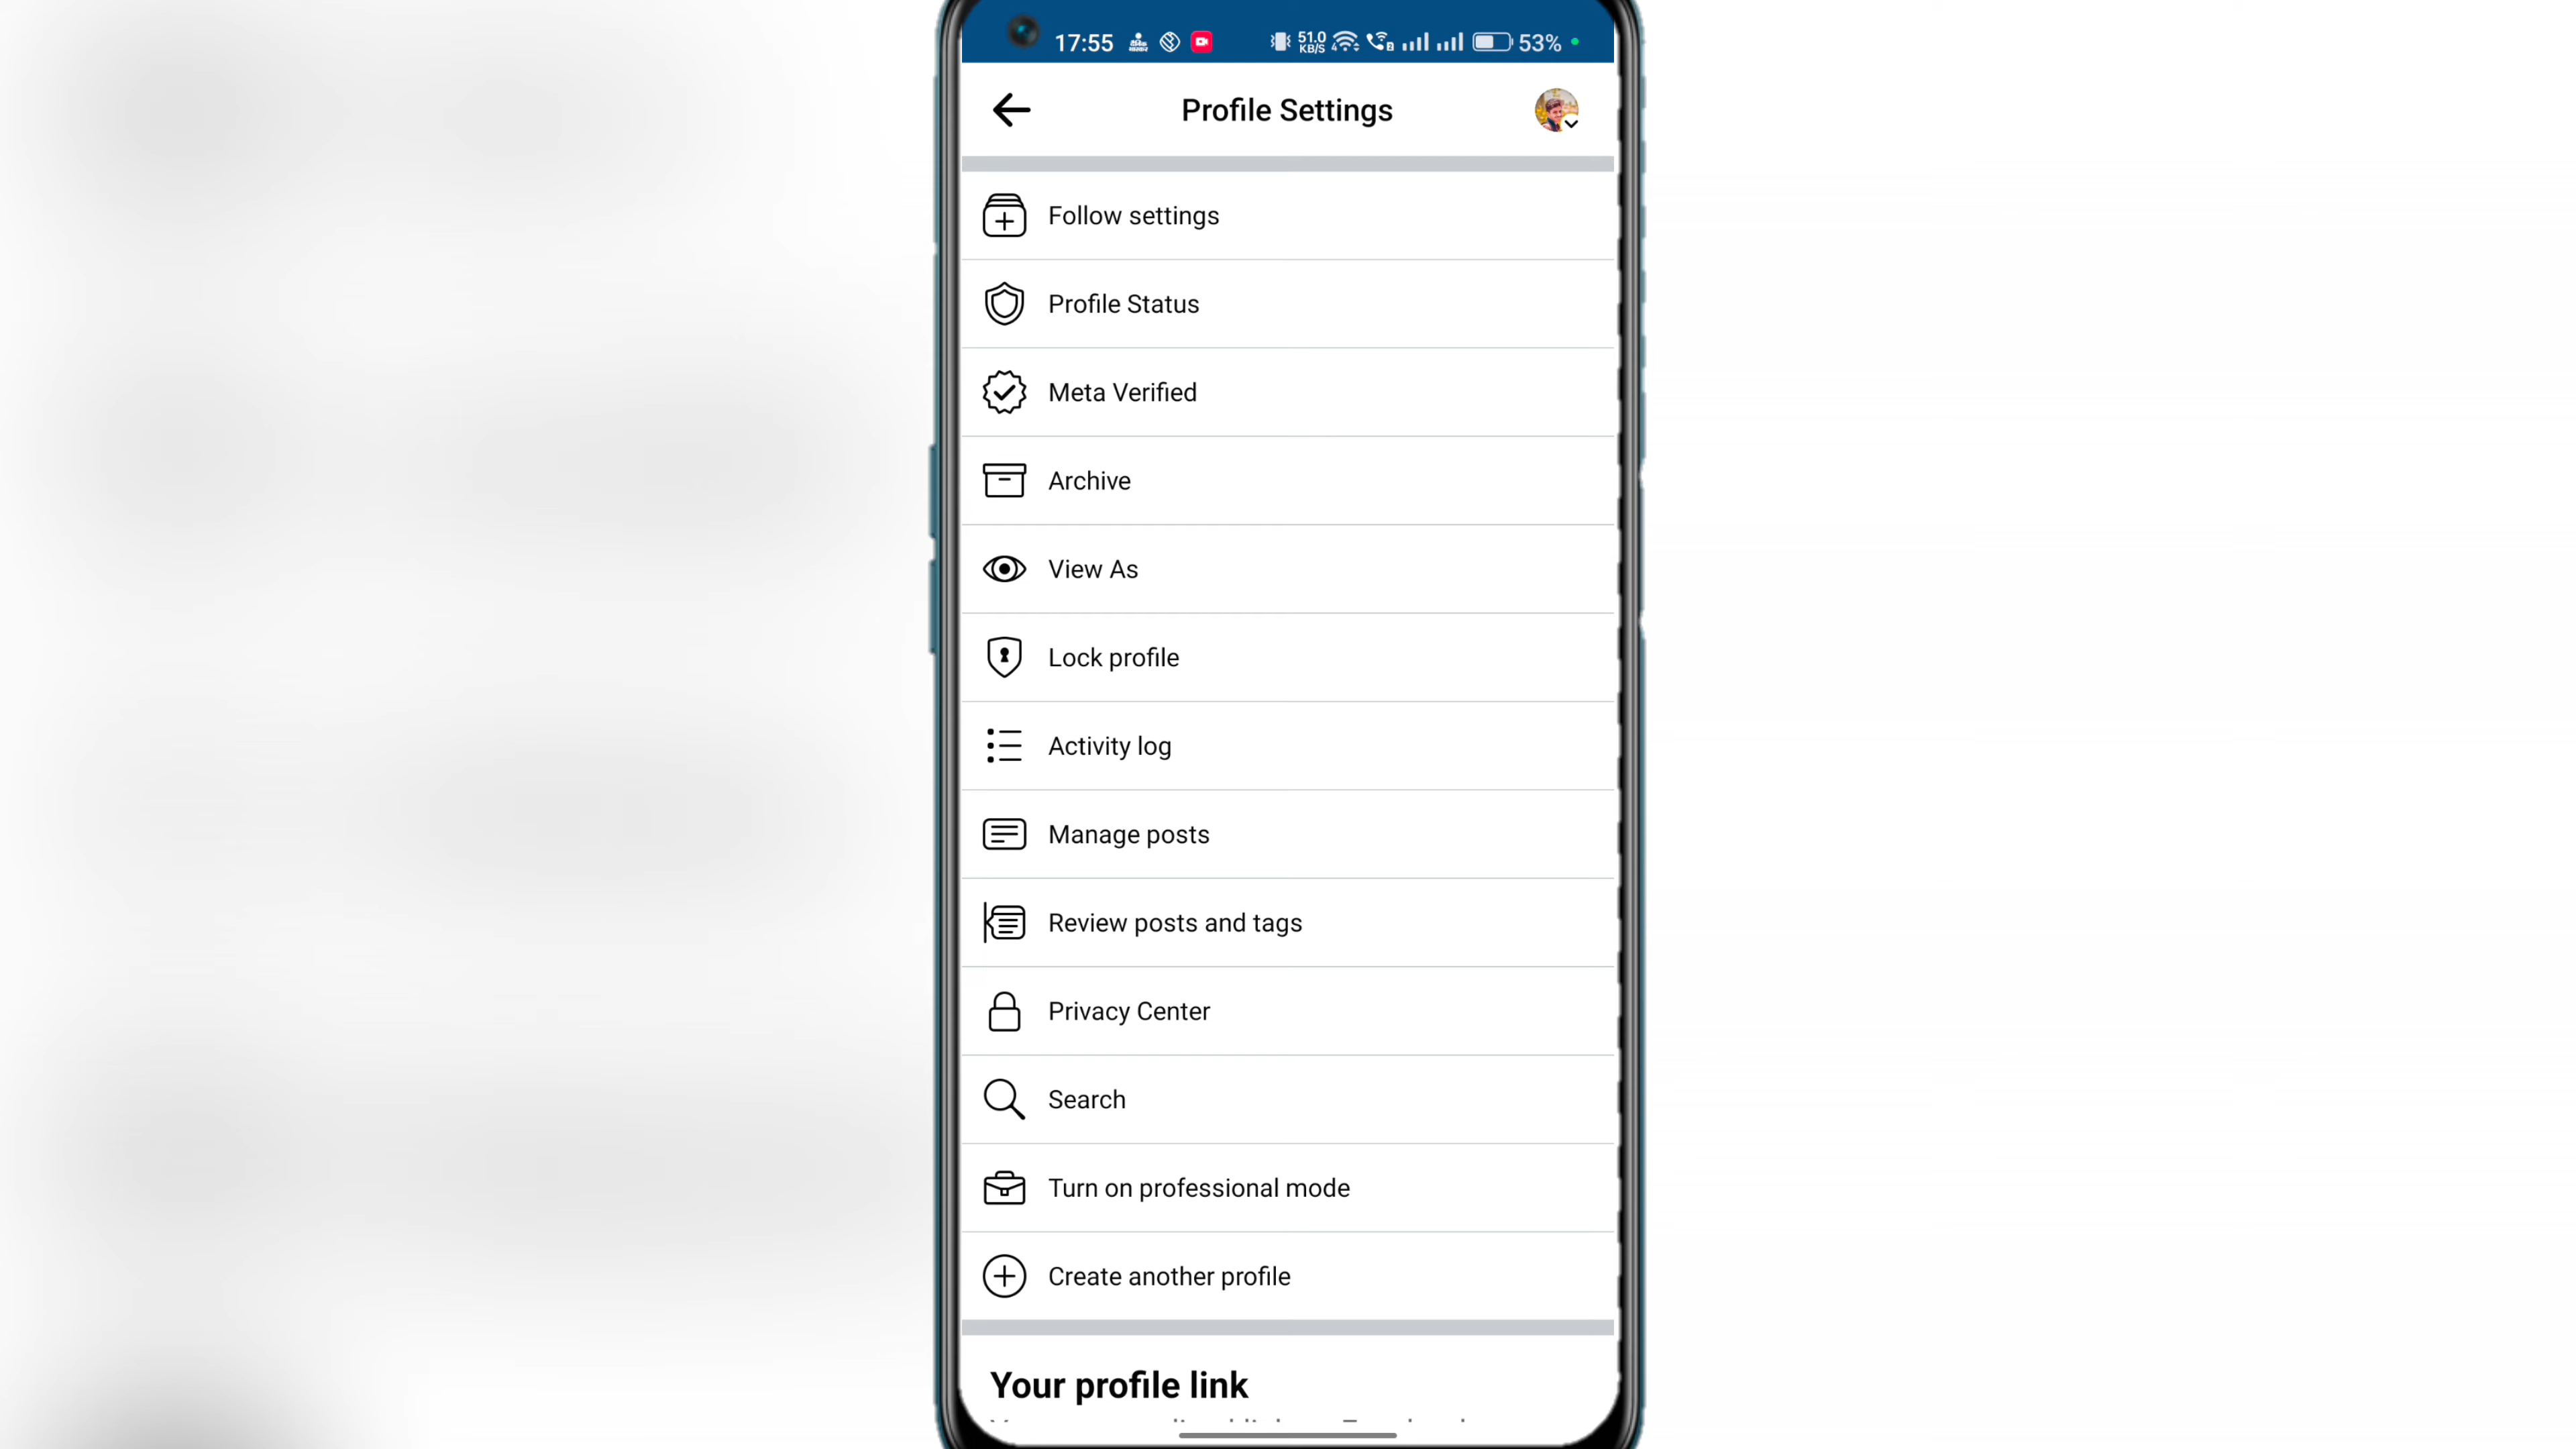 17:55 51.0 KB/S 53%
Profile Settings
Follow settings
Profile Status
Meta Verified
Archive
View As
Lock profile
Activity log
Manage posts
Review posts and tags
Privacy Center
Search
Turn on professional mode
Create another profile
Your profile link